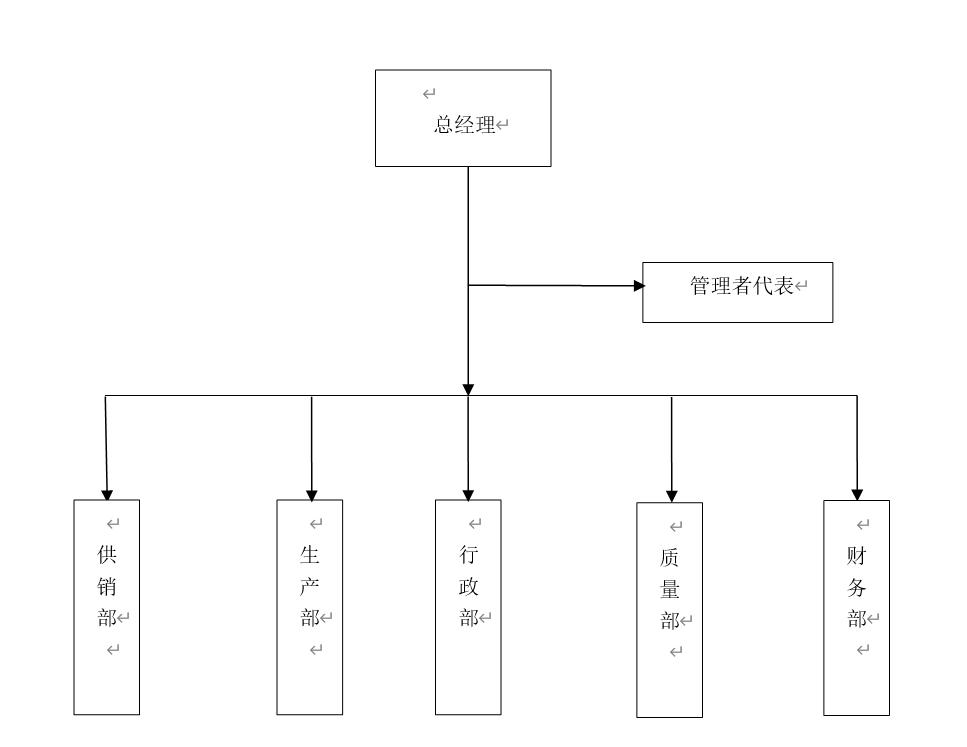 总经理
管理者代表
供销部
生产部
行政部
质量部
财务部